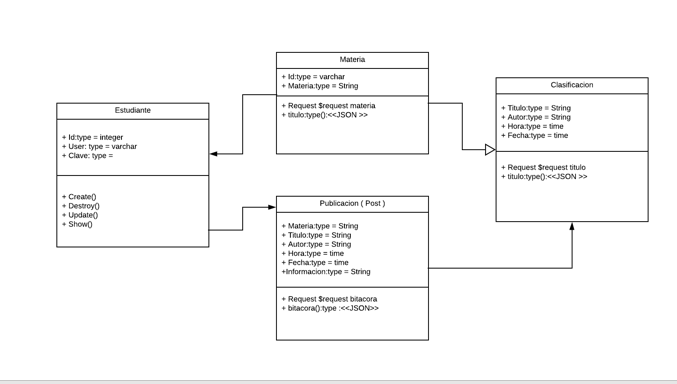 Materia
+ Id:type = varchar
+ Materia:type = String
+ Request $request materia
+ titulo:type():<<JSON >>
Clasificacion
+ Titulo:type = String
+ Autor:type = String
+ Hora:type = time
+ Fecha:type = time
+ Request $request titulo
+ titulo:type():<<JSON >>
Estudiante
+ Id:type = integer
+ User: type = varchar
+ Clave: type =
+ Create()
+ Destroy()
+ Update()
+ Show()
Publicacion ( Post )
+ Materia:type = String
+ Titulo:type = String
+ Autor:type = String
+ Hora:type = time
+ Fecha:type = time
+Informacion:type = String
+ Request $request bitacora
+ bitacora():type :<<JSON>>